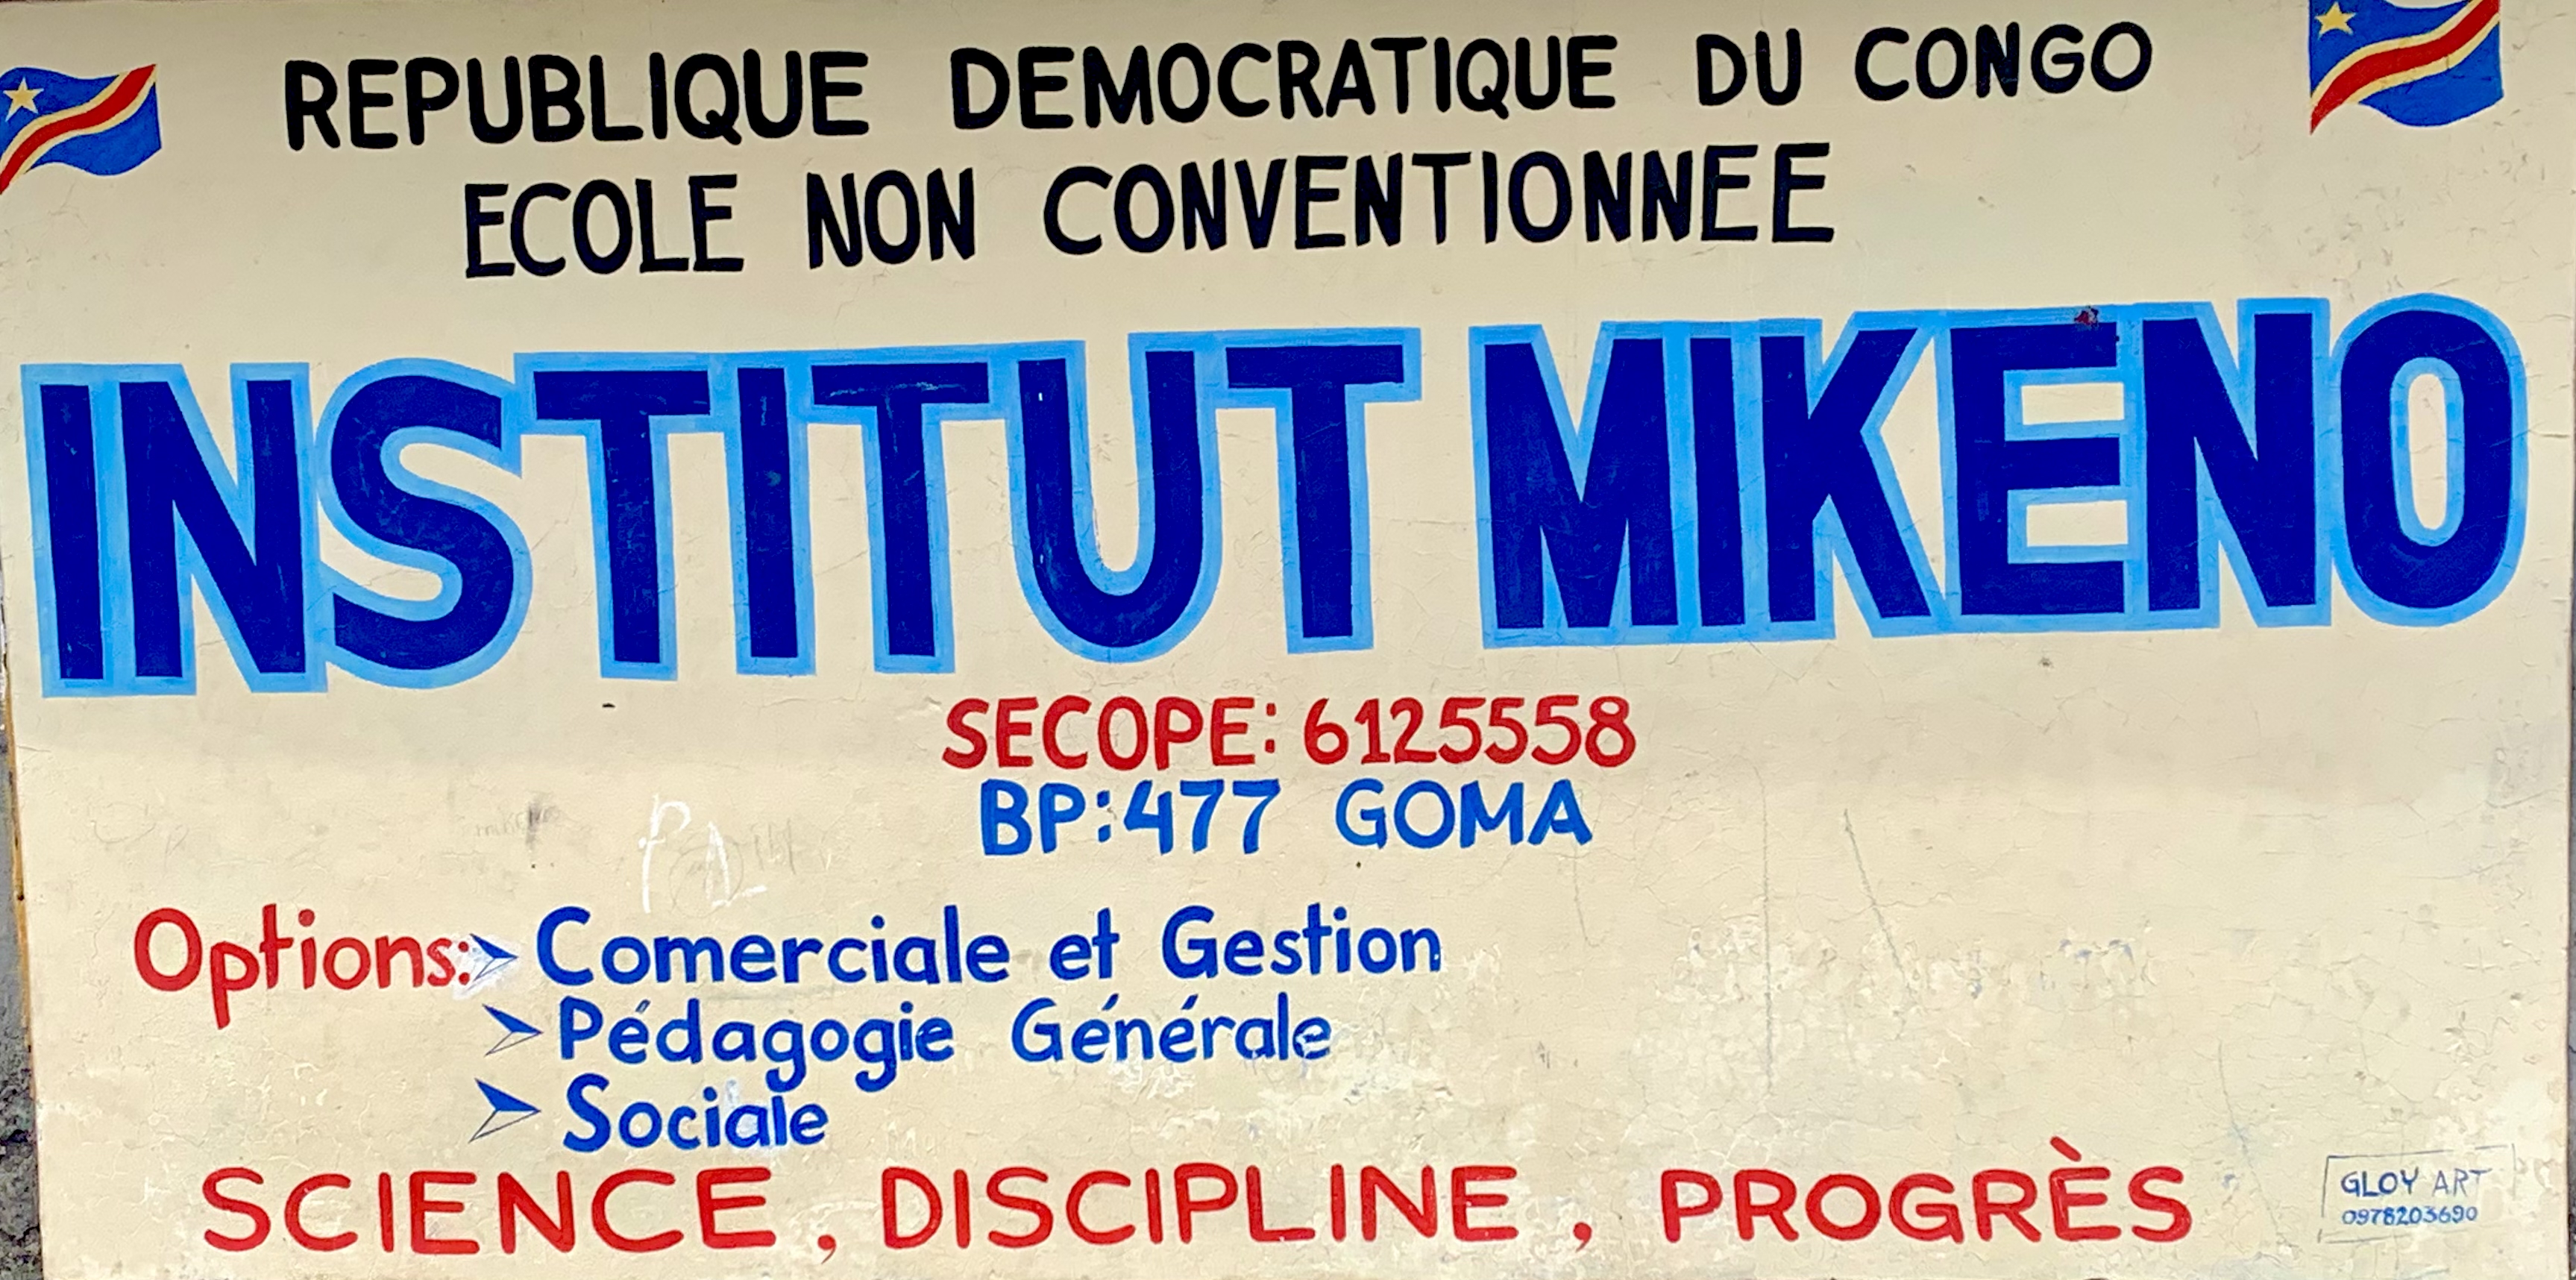 REPUBLIQUE DEMOCRATIQUE DU CONGO
ECOLE NON CONVENTIONNEE
INSTITUT MIKENO
SECOPE: 6125558
BP:477 GOMA
Options: ➤ Comerciale et Gestion
➤ Pédagogie Générale
➤ Sociale
SCIENCE, DISCIPLINE, PROGRÈS
GLOY ART
0978203690